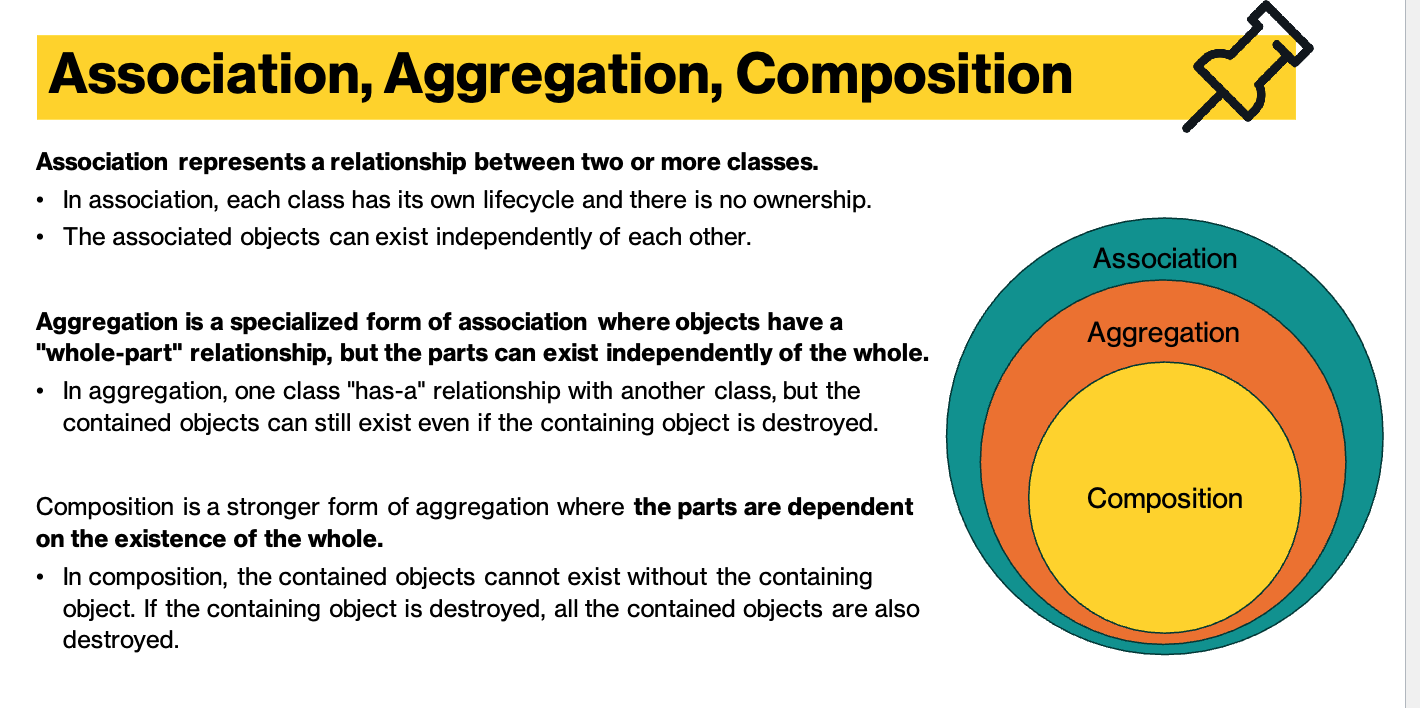 Association, Aggregation, Composition
Association represents a relationship between two or more classes.
• In association, each class has its own lifecycle and there is no ownership.
• The associated objects can exist independently of each other.
Aggregation is a specialized form of association where objects have a
"whole-part" relationship, but the parts can exist independently of the whole.
• In aggregation, one class "has-a" relationship with another class, but the
contained objects can still exist even if the containing object is destroyed.
Composition is a stronger form of aggregation where the parts are dependent
on the existence of the whole.
• In composition, the contained objects cannot exist without the containing
object. If the containing object is destroyed, all the contained objects are also
destroyed.
Association
Aggregation
Composition